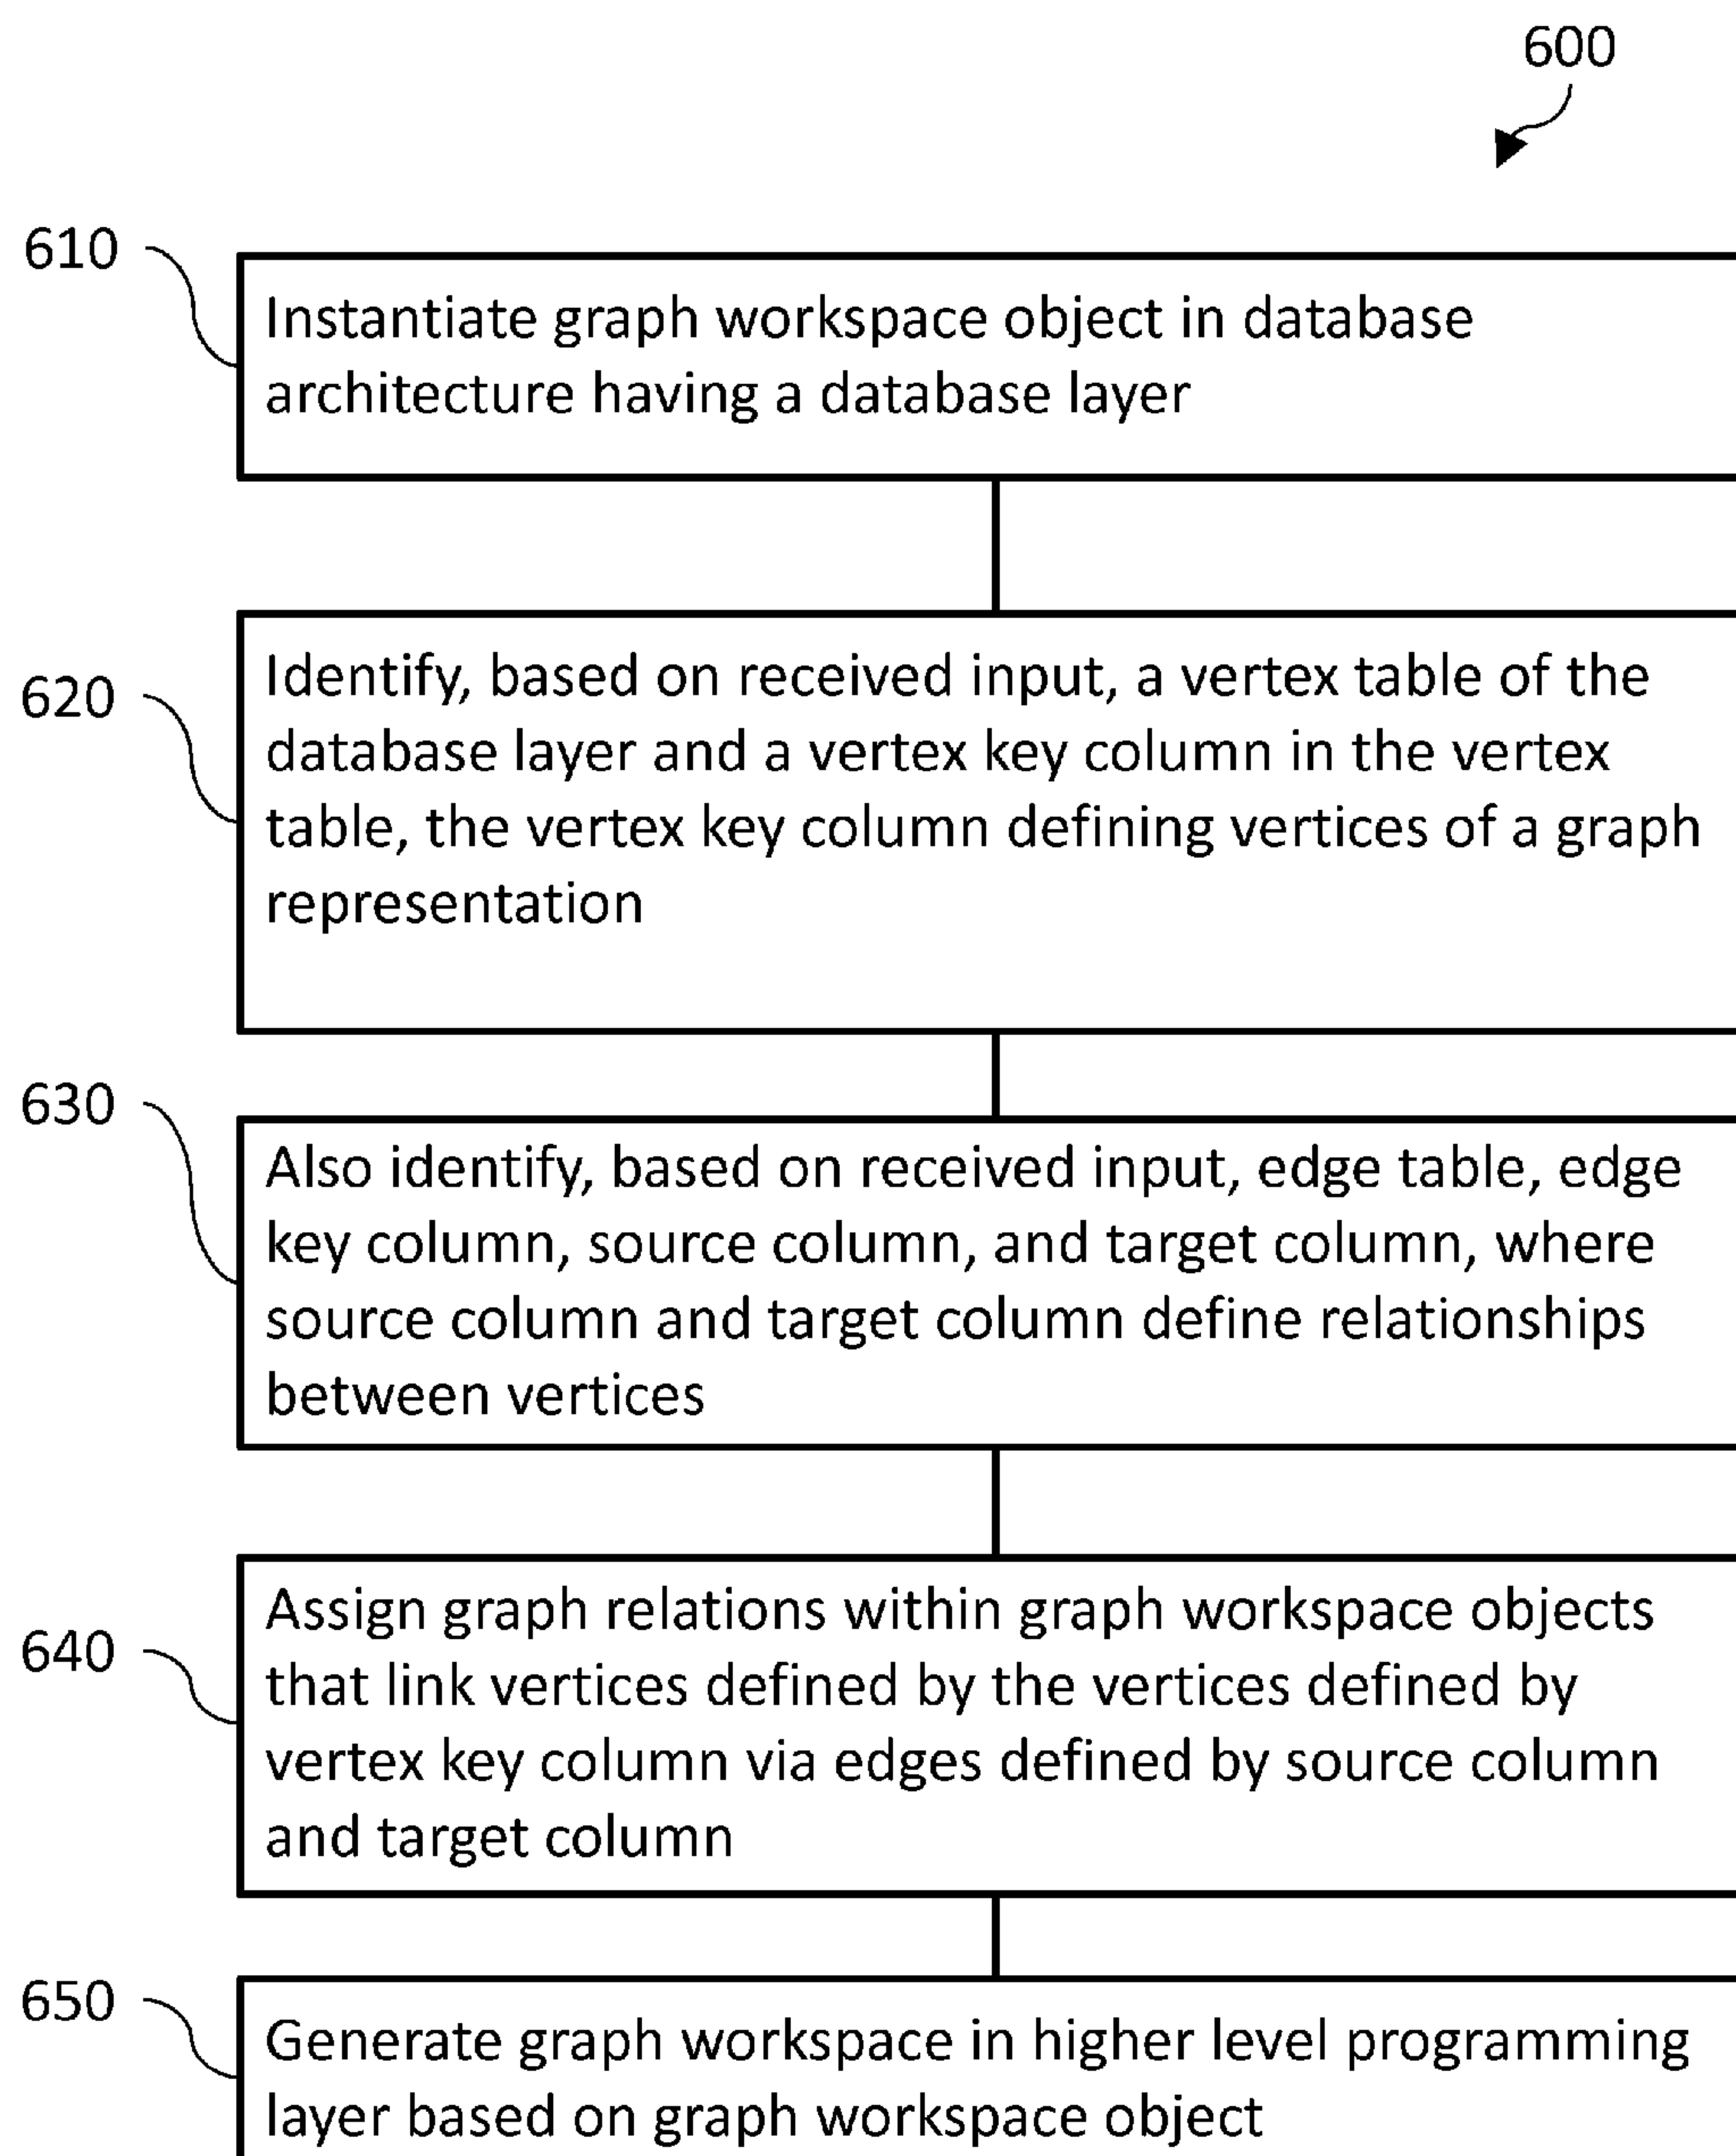 600
610
Instantiate graph workspace object in database
architecture having a database layer
620
Identify, based on received input, a vertex table of the
database layer and a vertex key column in the vertex
table, the vertex key column defining vertices of a graph
representation
630
Also identify, based on received input, edge table, edge
key column, source column, and target column, where
source column and target column define relationships
between vertices
640
Assign graph relations within graph workspace objects
that link vertices defined by the vertices defined by
vertex key column via edges defined by source column
and target column
650
Generate graph workspace in higher level programming
layer based on graph workspace object